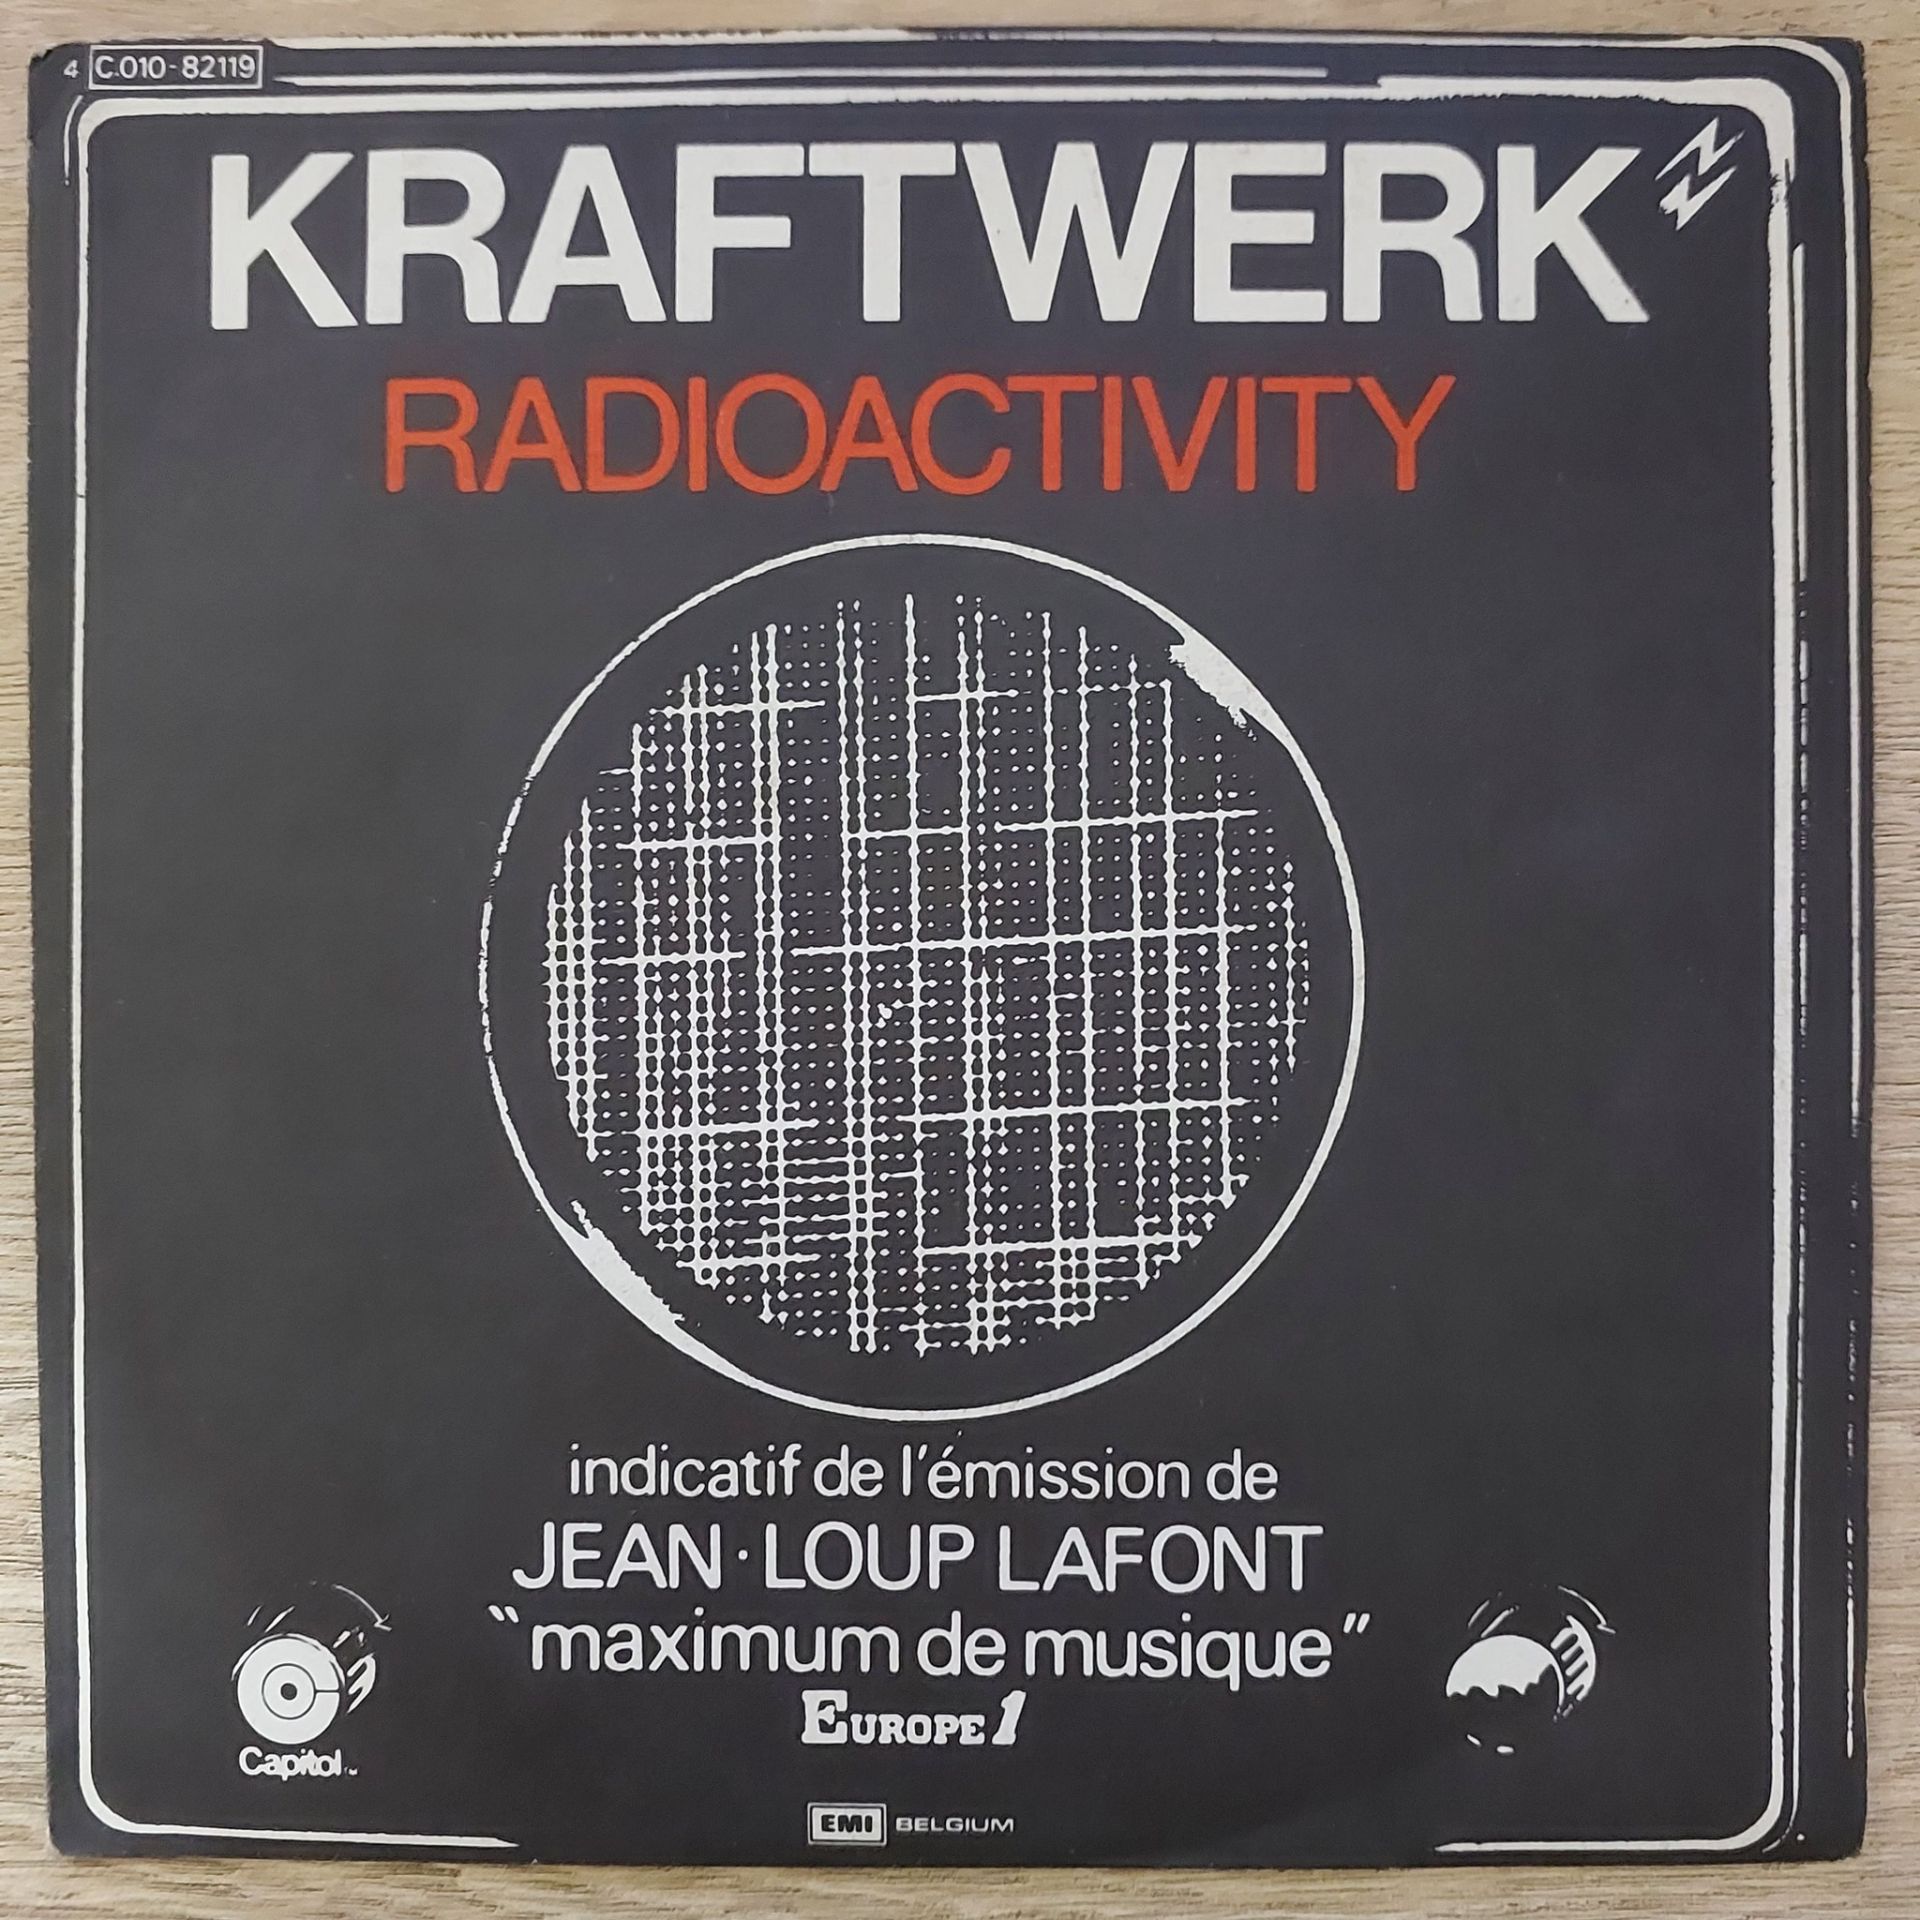 4 C.010-82119
KRAFTWERK
RADIOACTIVITY
indicatif de l'émission de
JEAN·LOUP LAFONT
"maximum de musique"
EUROPE 1
Capitol™
EMI BELGIUM